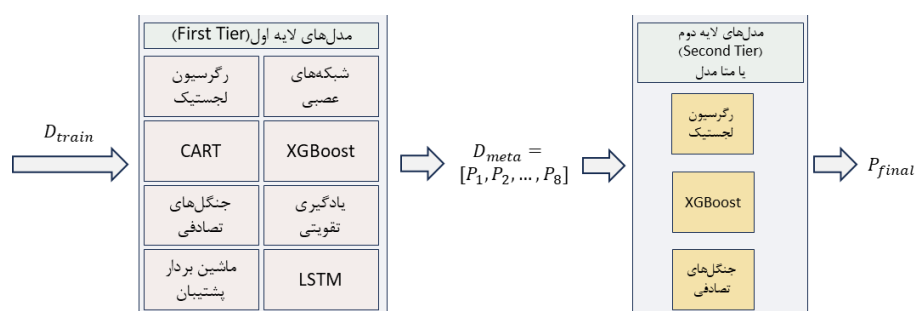 مدل‌های لایه اول(First Tier)
رگرسیون
لجستیک
شبکه‌های
عصبی
CART
XGBoost
جنگل‌های
تصادفی
یادگیری
تقویتی
ماشین بردار
پشتیبان
LSTM
D_train
D_meta =
[P_1, P_2, ..., P_8]
مدل‌های لایه دوم
(Second Tier)
یا متا مدل
رگرسیون
لجستیک
XGBoost
جنگل‌های
تصادفی
P_final